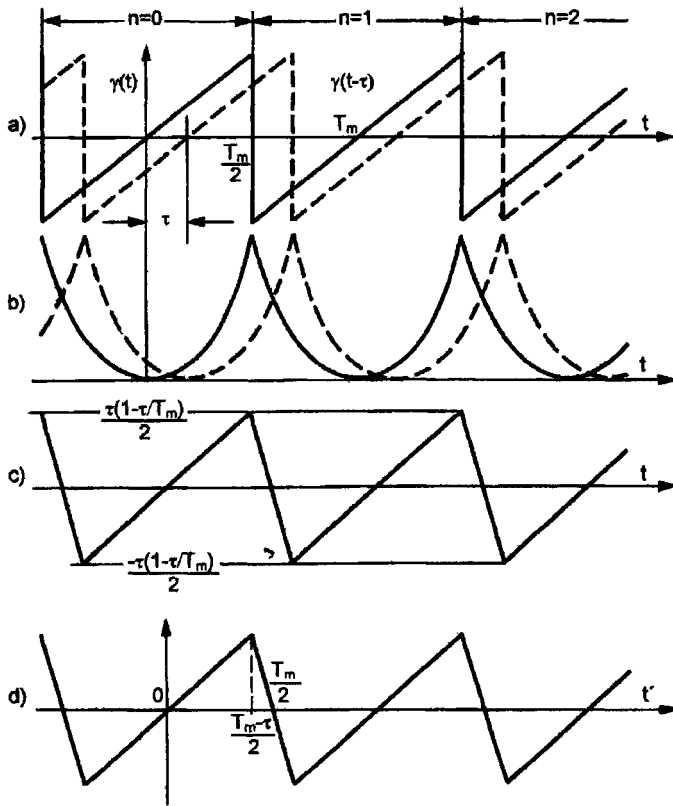 n=0 n=1 n=2
γ(t) γ(t-τ)
a) T_m t
T_m
2
τ
b) t
τ(1-τ/T_m)
2
c) t
-τ(1-τ/T_m)
2
0 T_m
2
d) t´
T_m-τ
2